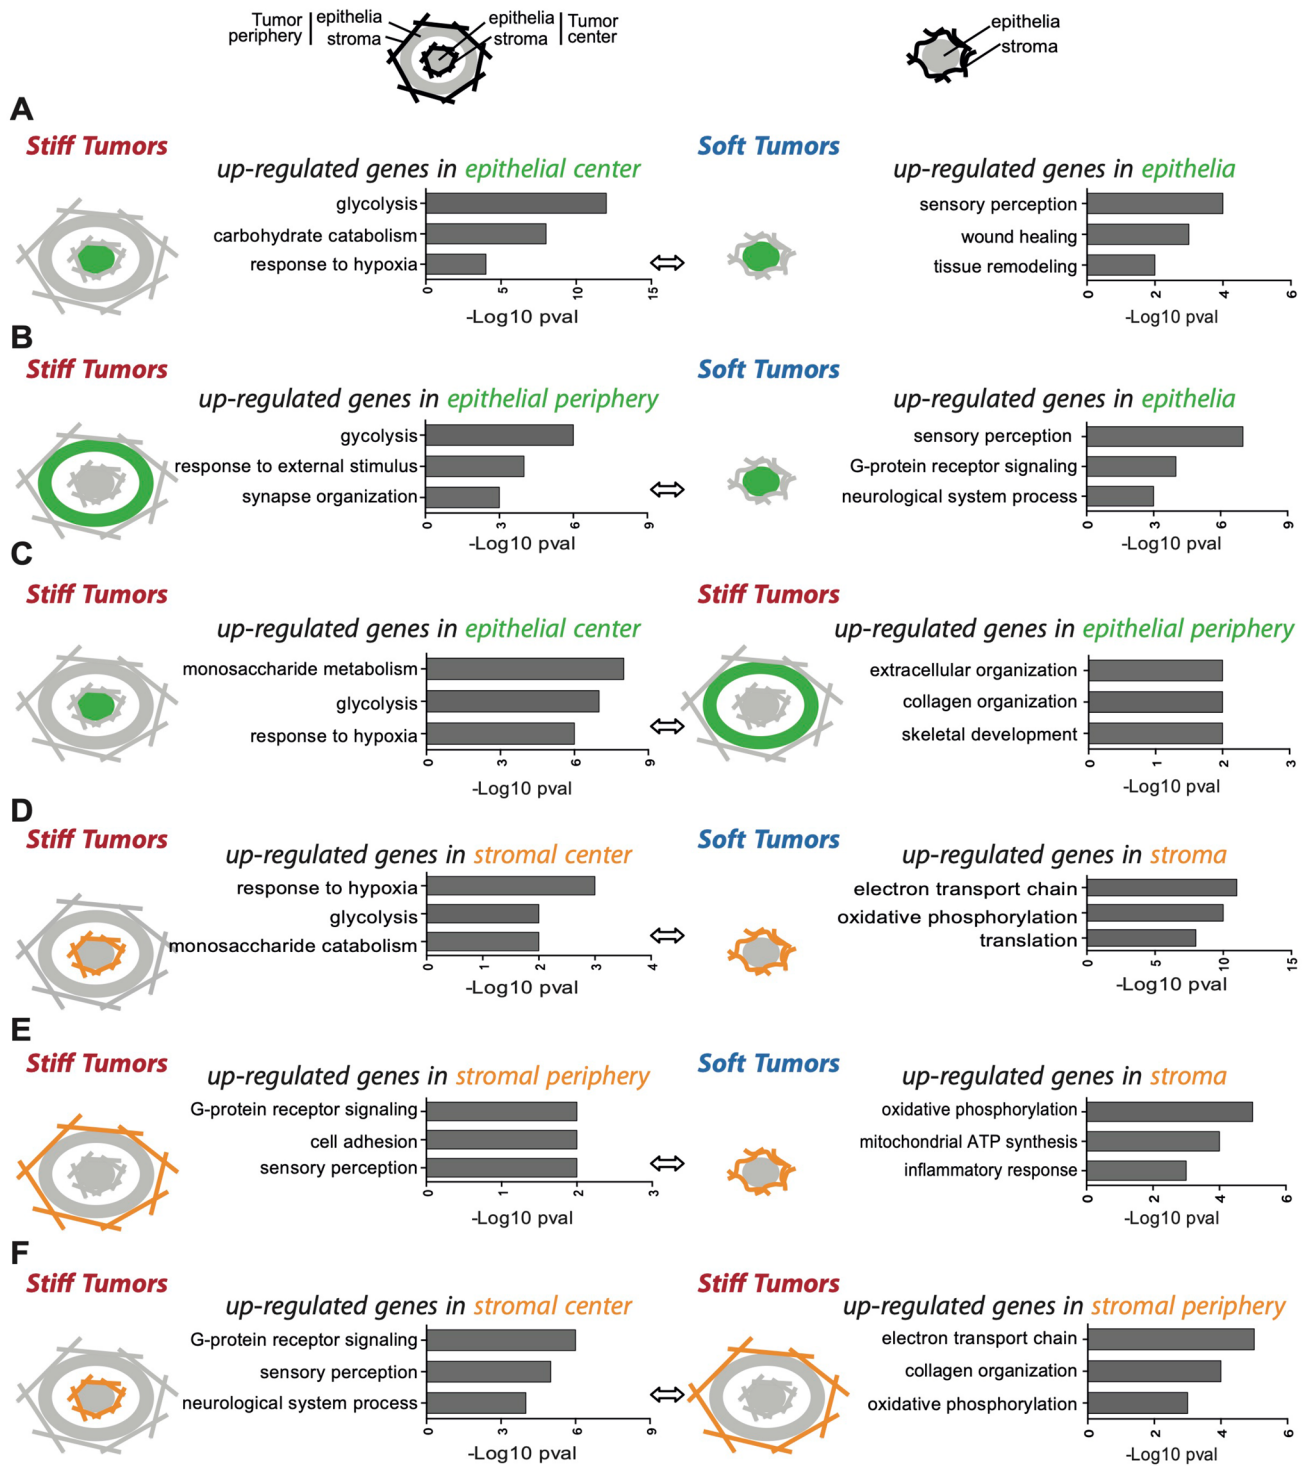 Tumor periphery | epithelia stroma
epithelia stroma | Tumor center
epithelia
stroma
A
Stiff Tumors
up-regulated genes in epithelial center
glycolysis
carbohydrate catabolism
response to hypoxia
0 5 10 15
-Log10 pval
Soft Tumors
up-regulated genes in epithelia
sensory perception
wound healing
tissue remodeling
0 2 4 6
-Log10 pval
B
Stiff Tumors
up-regulated genes in epithelial periphery
gycolysis
response to external stimulus
synapse organization
0 3 6 9
-Log10 pval
Soft Tumors
up-regulated genes in epithelia
sensory perception
G-protein receptor signaling
neurological system process
0 3 6 9
-Log10 pval
C
Stiff Tumors
up-regulated genes in epithelial center
monosaccharide metabolism
glycolysis
response to hypoxia
0 3 6 9
-Log10 pval
Stiff Tumors
up-regulated genes in epithelial periphery
extracellular organization
collagen organization
skeletal development
0 1 2 3
-Log10 pval
D
Stiff Tumors
up-regulated genes in stromal center
response to hypoxia
glycolysis
monosaccharide catabolism
0 1 2 3 4
-Log10 pval
Soft Tumors
up-regulated genes in stroma
electron transport chain
oxidative phosphorylation
translation
0 5 10 15
-Log10 pval
E
Stiff Tumors
up-regulated genes in stromal periphery
G-protein receptor signaling
cell adhesion
sensory perception
0 1 2 3
-Log10 pval
Soft Tumors
up-regulated genes in stroma
oxidative phosphorylation
mitochondrial ATP synthesis
inflammatory response
0 2 4 6
-Log10 pval
F
Stiff Tumors
up-regulated genes in stromal center
G-protein receptor signaling
sensory perception
neurological system process
0 3 6 9
-Log10 pval
Stiff Tumors
up-regulated genes in stromal periphery
electron transport chain
collagen organization
oxidative phosphorylation
0 2 4 6
-Log10 pval